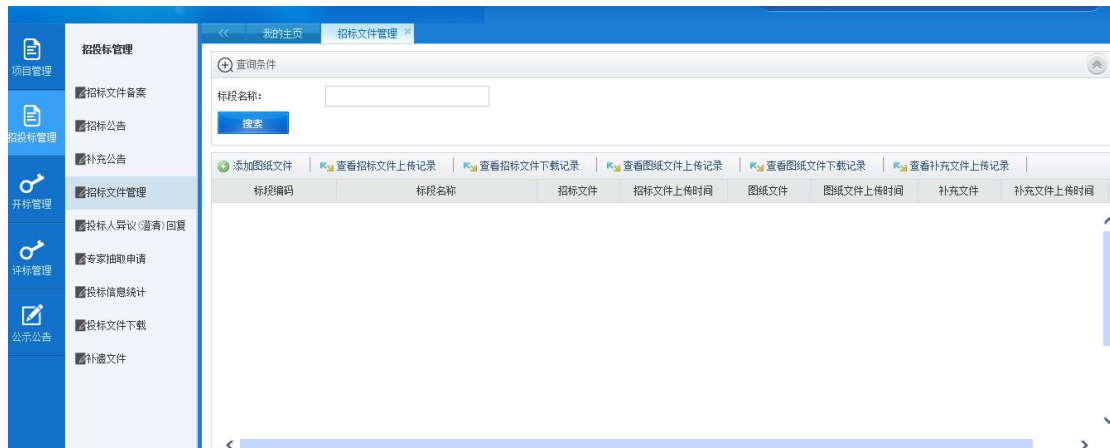 « 我的主页 招标文件管理 ×
项目管理
招投标管理
开标管理
评标管理
公示公告
招投标管理
招标文件备案
招标公告
补充公告
招标文件管理
投标人异议(澄清)回复
专家抽取申请
投标信息统计
投标文件下载
补遗文件
查询条件
标段名称:
搜索
添加图纸文件 查看招标文件上传记录 查看招标文件下载记录 查看图纸文件上传记录 查看图纸文件下载记录 查看补充文件上传记录
标段编码 标段名称 招标文件 招标文件上传时间 图纸文件 图纸文件上传时间 补充文件 补充文件上传时间